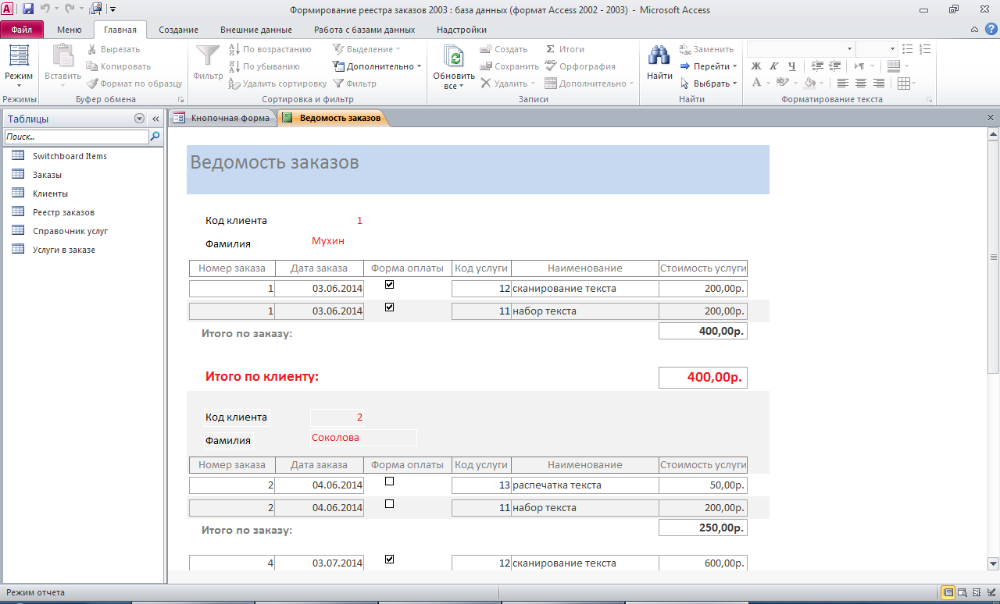 Формирование реестра заказов 2003 : база данных (формат Access 2002 - 2003) - Microsoft Access
Файл Меню Главная Создание Внешние данные Работа с базами данных Надстройки
Режим
Режимы
Вставить
Вырезать
Копировать
Формат по образцу
Буфер обмена
Фильтр
По возрастанию
По убыванию
Удалить сортировку
Выделение
Дополнительно
Фильтр
Сортировка и фильтр
Обновить все
Создать
Сохранить
Удалить
Итоги
Орфография
Дополнительно
Записи
Найти
Заменить
Перейти
Выбрать
Найти
Ж К Ч
А
Форматирование текста
Таблицы
Поиск...
Switchboard Items
Заказы
Клиенты
Реестр заказов
Справочник услуг
Услуги в заказе
Кнопочная форма Ведомость заказов
Ведомость заказов
Код клиента 1
Фамилия Мухин
Номер заказа Дата заказа Форма оплаты Код услуги Наименование Стоимость услуги
1 03.06.2014 12 сканирование текста 200,00р.
1 03.06.2014 11 набор текста 200,00р.
Итого по заказу: 400,00р.
Итого по клиенту: 400,00р.
Код клиента 2
Фамилия Соколова
Номер заказа Дата заказа Форма оплаты Код услуги Наименование Стоимость услуги
2 04.06.2014 13 распечатка текста 50,00р.
2 04.06.2014 11 набор текста 200,00р.
Итого по заказу: 250,00р.
4 03.07.2014 12 сканирование текста 600,00р.
Режим отчета